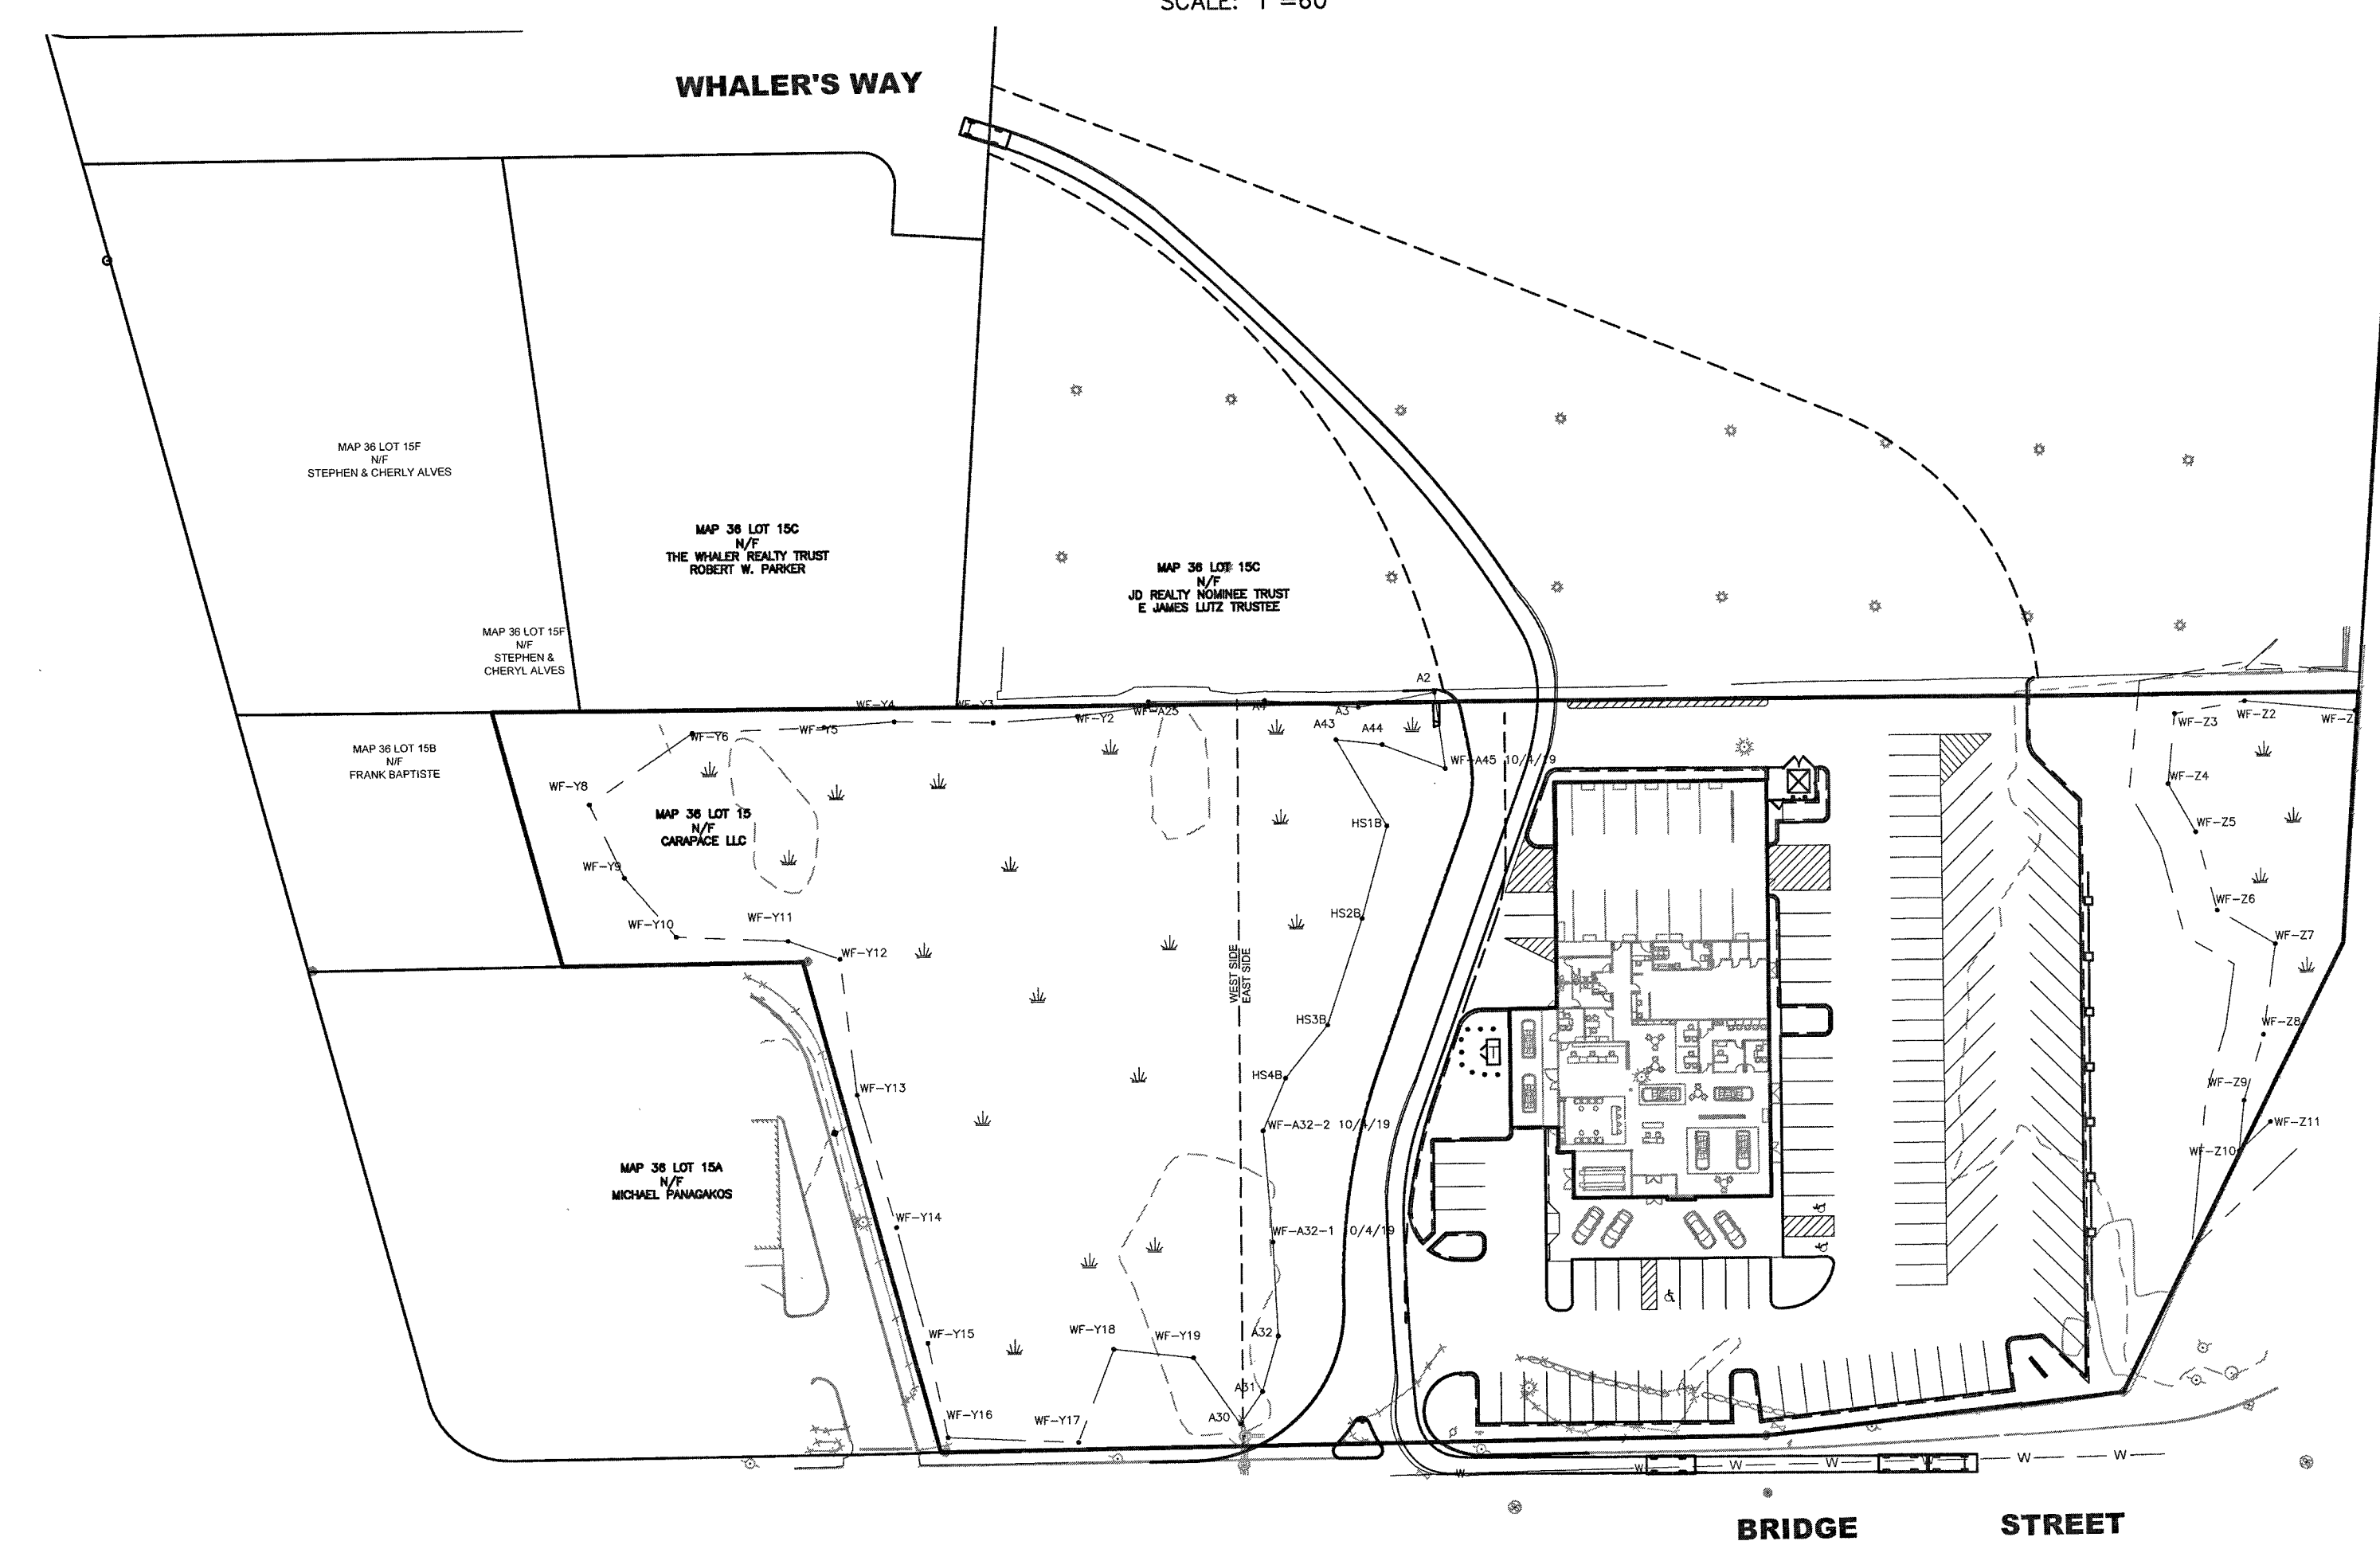 SCALE: 1"=60'
WHALER'S WAY
MAP 36 LOT 15F
N/F
STEPHEN & CHERLY ALVES
MAP 36 LOT 15C
N/F
THE WHALER REALTY TRUST
ROBERT W. PARKER
MAP 36 LOT 15C
N/F
JD REALTY NOMINEE TRUST
E JAMES LUTZ TRUSTEE
MAP 36 LOT 15F
N/F
STEPHEN &
CHERYL ALVES
A2
WF-Y4
WF-Y3
WF-A25
A4
A3
WF-Y2
WF-Y5
WF-Y6
A43
A44
WF-A45 10/4/19
WF-Z3
WF-Z2
WF-Z
MAP 36 LOT 15B
N/F
FRANK BAPTISTE
WF-Y8
MAP 36 LOT 15
N/F
CARAPACE LLC
WF-Z4
HS1B
WF-Z5
WF-Y9
WF-Y10
WF-Y11
WF-Y12
HS2B
WF-Z6
WF-Z7
WEST SIDE
EAST SIDE
HS3B
WF-Z8
HS4B
WF-Y13
WF-Z9
WF-A32-2 10/4/19
WF-Z11
WF-Z10
MAP 36 LOT 15A
N/F
MICHAEL PANAGAKOS
WF-Y14
WF-A32-1 10/4/19
WF-Y15
WF-Y18
WF-Y19
A32
A31
WF-Y16
WF-Y17
A30
W
W
W
W
W
W
W
BRIDGE STREET